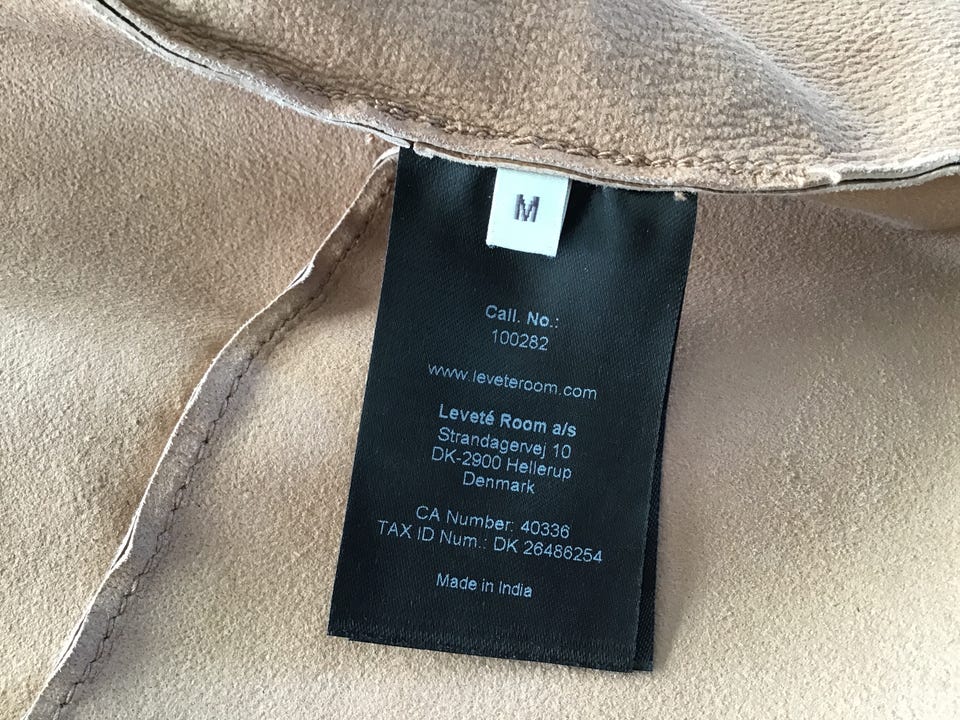 M
Call. No.:
100282
www.leveteroom.com
Leveté Room a/s
Strandagervej 10
DK-2900 Hellerup
Denmark
CA Number: 40336
TAX ID Num.: DK 26486254
Made in India